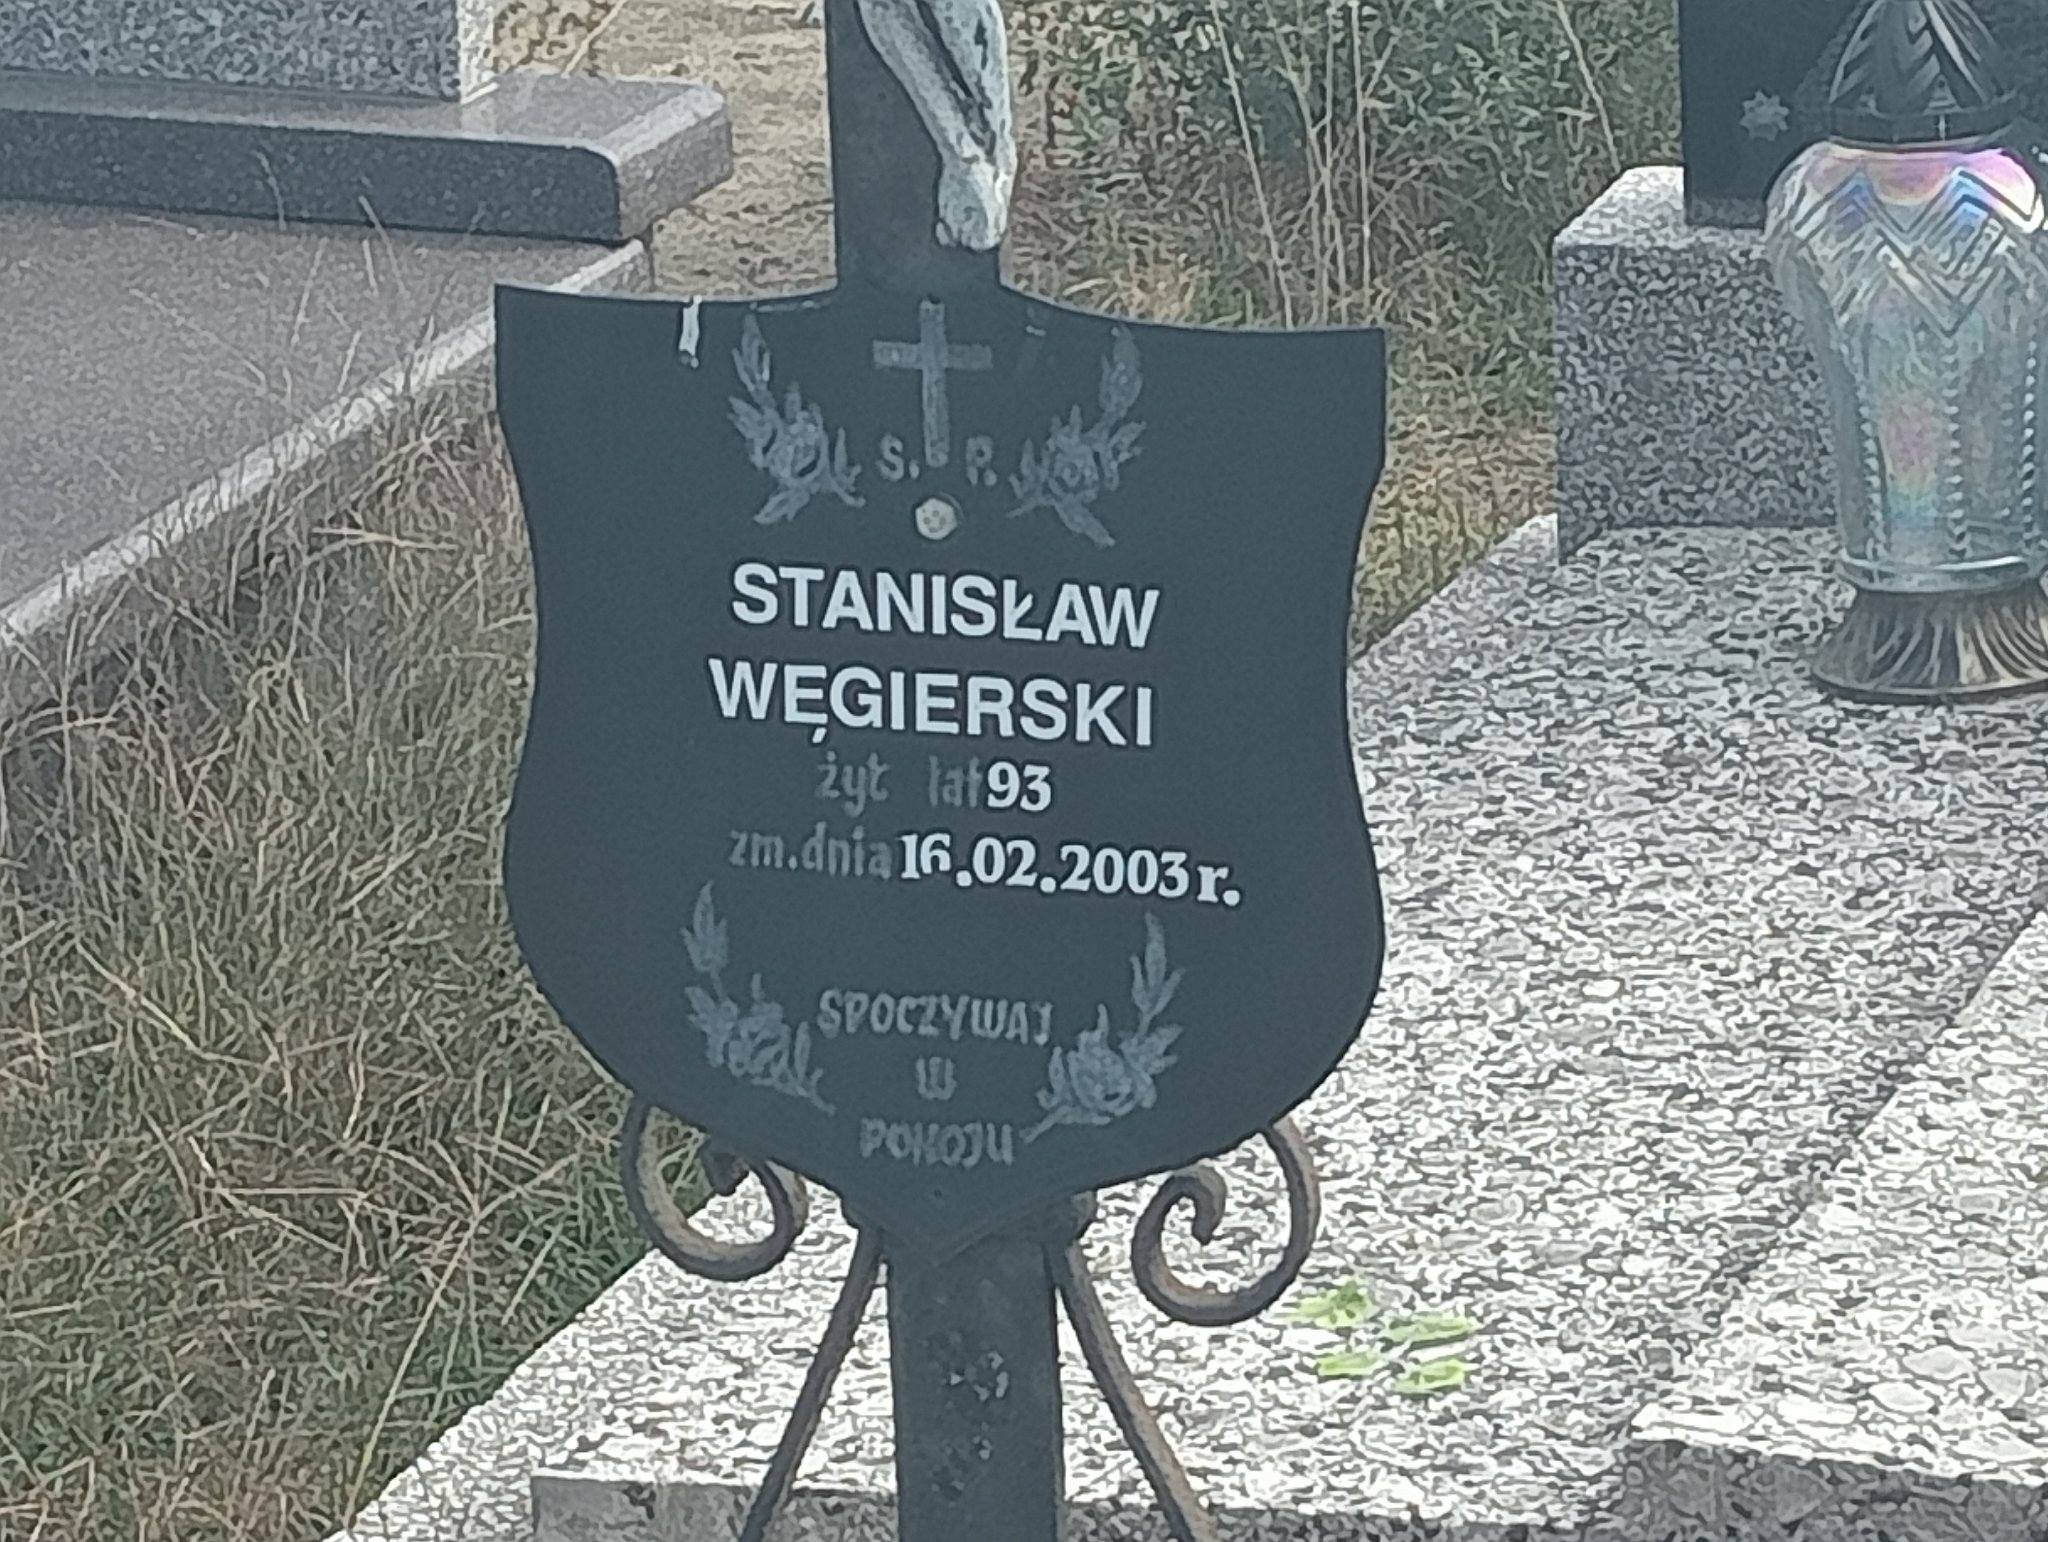 S. P.
STANISŁAW
WĘGIERSKI
żył lat 93
zm. dnia 16.02.2003 r.
SPOCZYWAJ
W
POKOJU